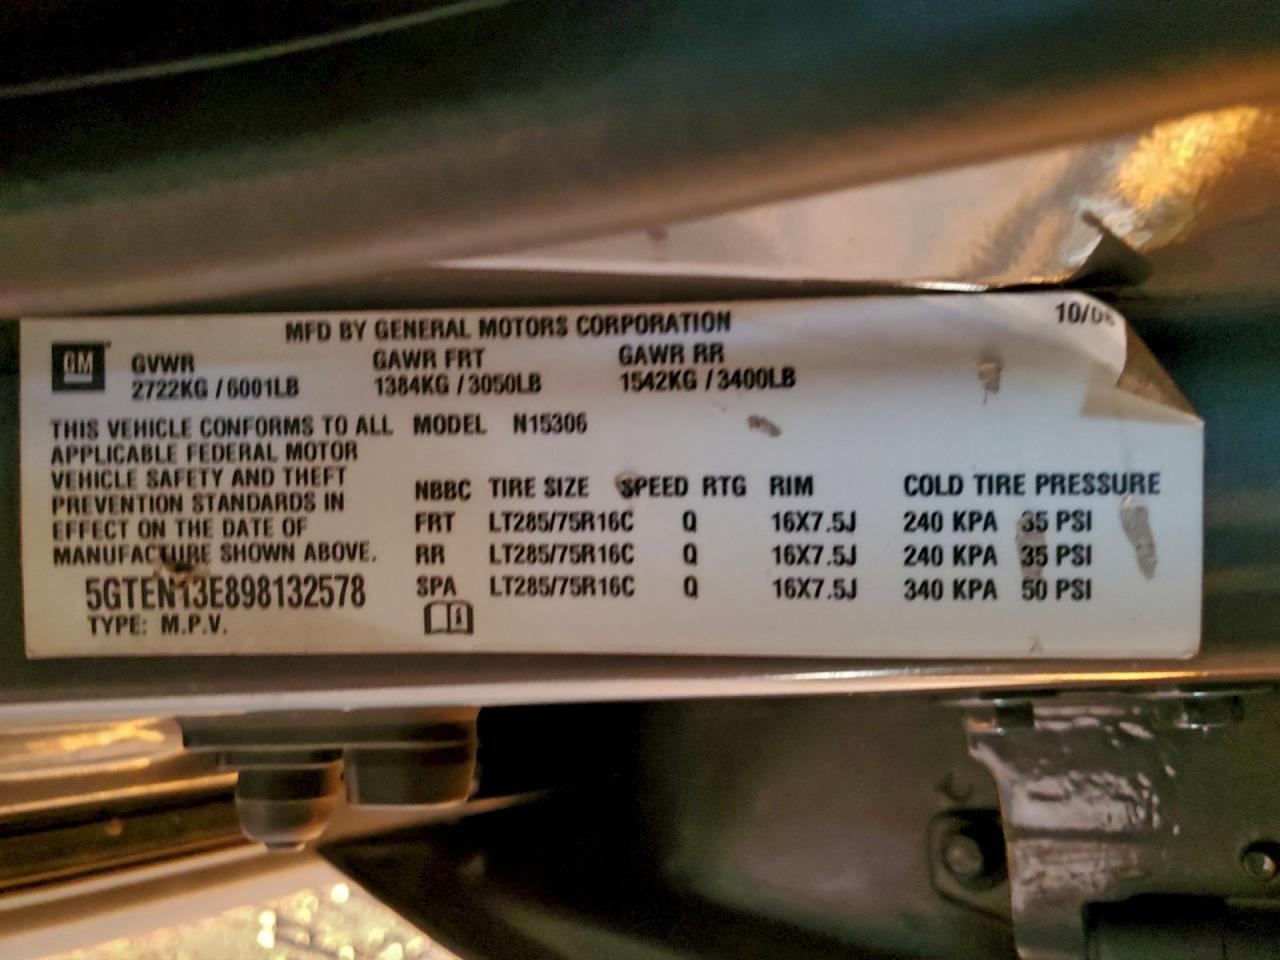 MFD BY GENERAL MOTORS CORPORATION
10/
GM GVWR GAWR FRT GAWR RR
2722KG / 6001LB 1384KG / 3050LB 1542KG / 3400LB
THIS VEHICLE CONFORMS TO ALL
APPLICABLE FEDERAL MOTOR
VEHICLE SAFETY AND THEFT
PREVENTION STANDARDS IN
EFFECT ON THE DATE OF
MANUFACTURE SHOWN ABOVE.
5GTEN13E898132578
TYPE: M.P.V.
MODEL N15306
NBBC TIRE SIZE SPEED RTG RIM COLD TIRE PRESSURE
FRT LT285/75R16C Q 16X7.5J 240 KPA 35 PSI
RR LT285/75R16C Q 16X7.5J 240 KPA 35 PSI
SPA LT285/75R16C Q 16X7.5J 340 KPA 50 PSI